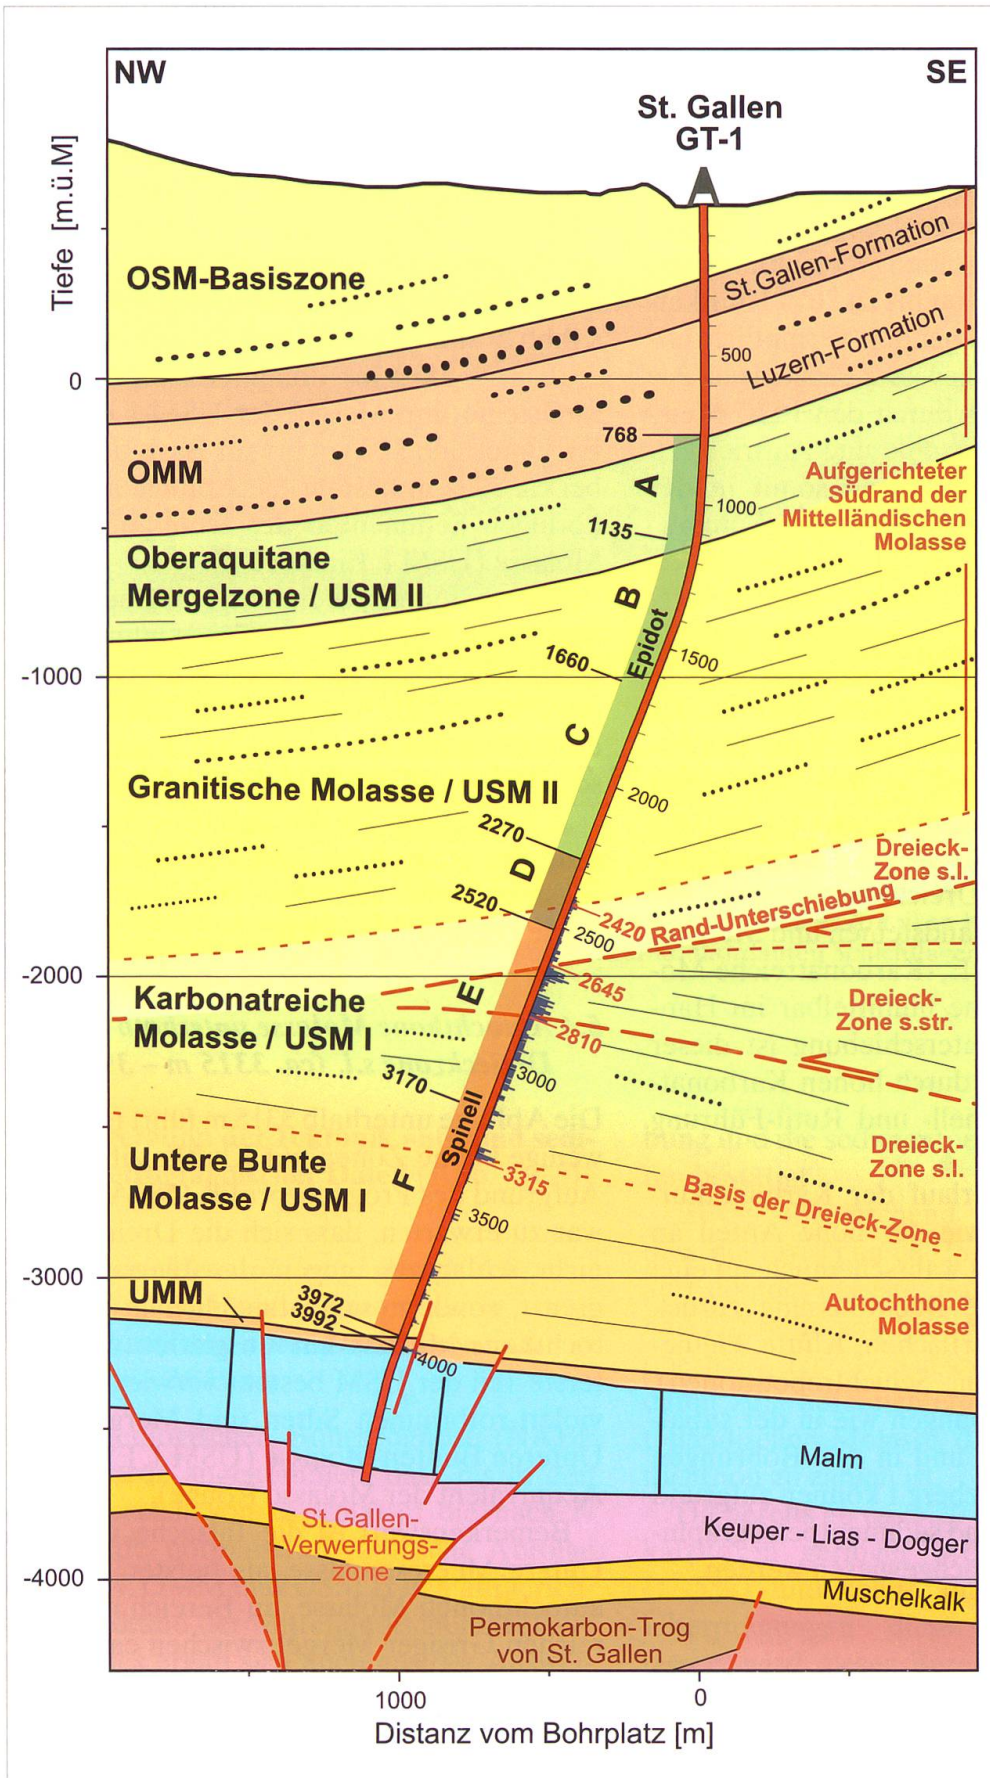 NW
SE
St. Gallen
GT-1
Tiefe [m.ü.M]
OSM-Basiszone
St.Gallen-Formation
0
500
Luzern-Formation
768
OMM
A
1000
Aufgerichteter
Südrand der
Mittelländischen
Molasse
1135
Oberaquitane
Mergelzone / USM II
B
Epidot
1660
1500
-1000
C
Granitische Molasse / USM II
2000
2270
D
Dreieck-
Zone s.l.
2520
2420
Rand-Unterschiebung
2500
-2000
E
2645
Karbonatreiche
Molasse / USM I
Dreieck-
Zone s.str.
2810
3170
3000
Spinell
Untere Bunte
Molasse / USM I
F
Dreieck-
Zone s.l.
3315
Basis der Dreieck-Zone
3500
-3000
UMM
3972
3992
Autochthone
Molasse
4000
Malm
St.Gallen-
Verwerfungs-
zone
Keuper - Lias - Dogger
-4000
Muschelkalk
Permokarbon-Trog
von St. Gallen
1000
0
Distanz vom Bohrplatz [m]